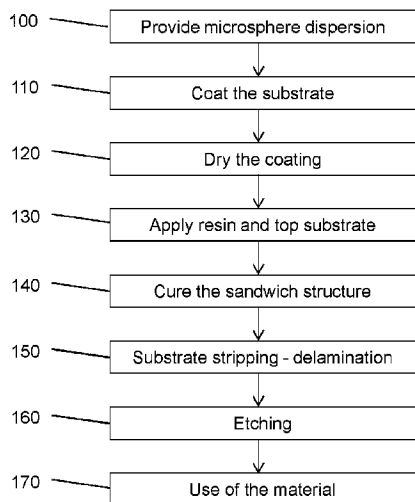 100 Provide microsphere dispersion
110 Coat the substrate
120 Dry the coating
130 Apply resin and top substrate
140 Cure the sandwich structure
150 Substrate stripping - delamination
160 Etching
170 Use of the material